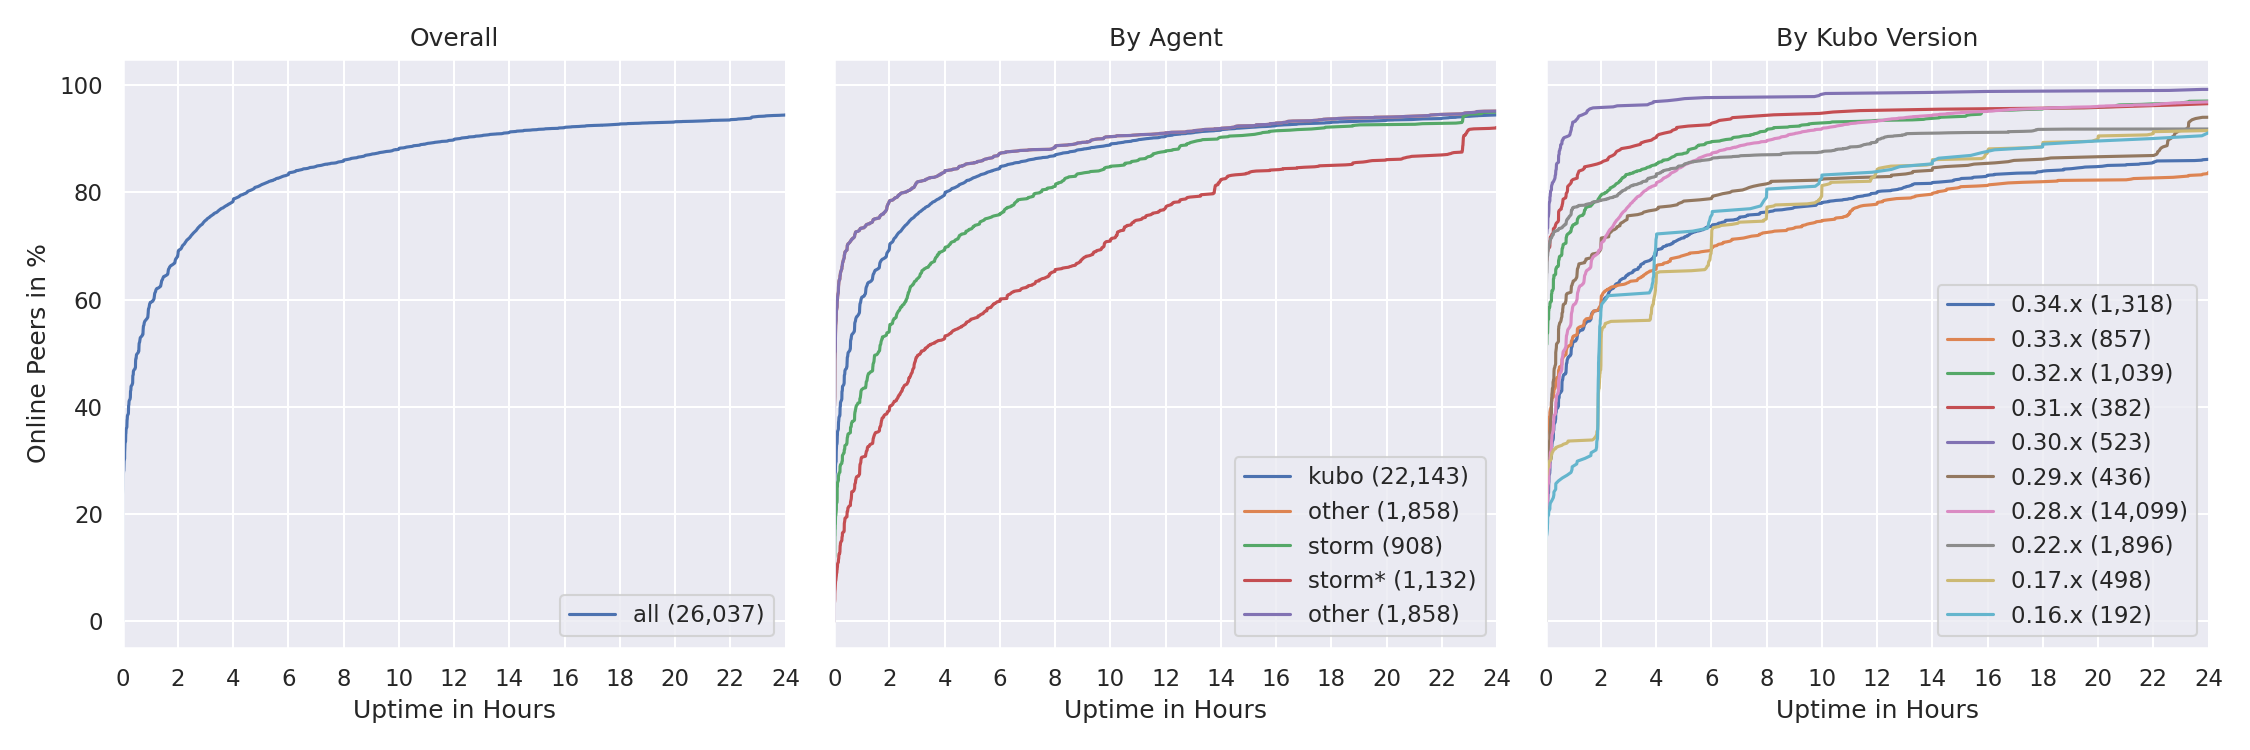 Overall
By Agent
By Kubo Version
Online Peers in %
100
80
60
40
20
0
all (26,037)
0 2 4 6 8 10 12 14 16 18 20 22 24
Uptime in Hours
kubo (22,143)
other (1,858)
storm (908)
storm* (1,132)
other (1,858)
0 2 4 6 8 10 12 14 16 18 20 22 24
Uptime in Hours
0.34.x (1,318)
0.33.x (857)
0.32.x (1,039)
0.31.x (382)
0.30.x (523)
0.29.x (436)
0.28.x (14,099)
0.22.x (1,896)
0.17.x (498)
0.16.x (192)
0 2 4 6 8 10 12 14 16 18 20 22 24
Uptime in Hours